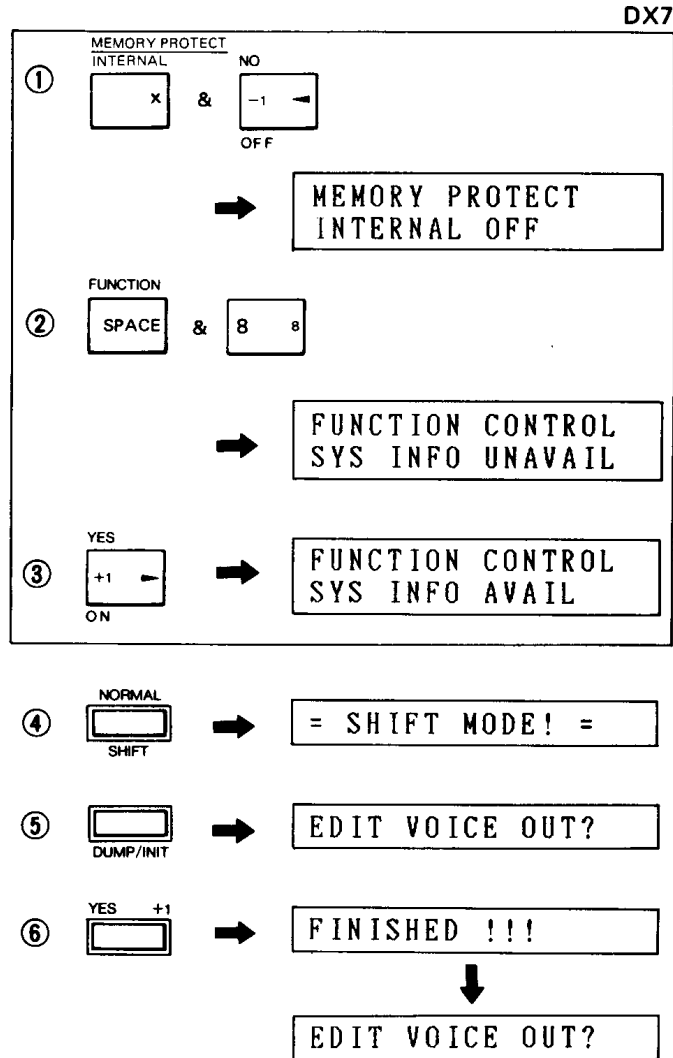 DX7
MEMORY PROTECT
INTERNAL NO
① x & -1 ◄
OFF
➡ MEMORY PROTECT
INTERNAL OFF
FUNCTION
② SPACE & 8 8
➡ FUNCTION CONTROL
SYS INFO UNAVAIL
YES
③ +1 ► ➡ FUNCTION CONTROL
SYS INFO AVAIL
ON
NORMAL
④ ➡ = SHIFT MODE! =
SHIFT
⑤ ➡ EDIT VOICE OUT?
DUMP/INIT
YES +1
⑥ ➡ FINISHED !!!
⬇
EDIT VOICE OUT?